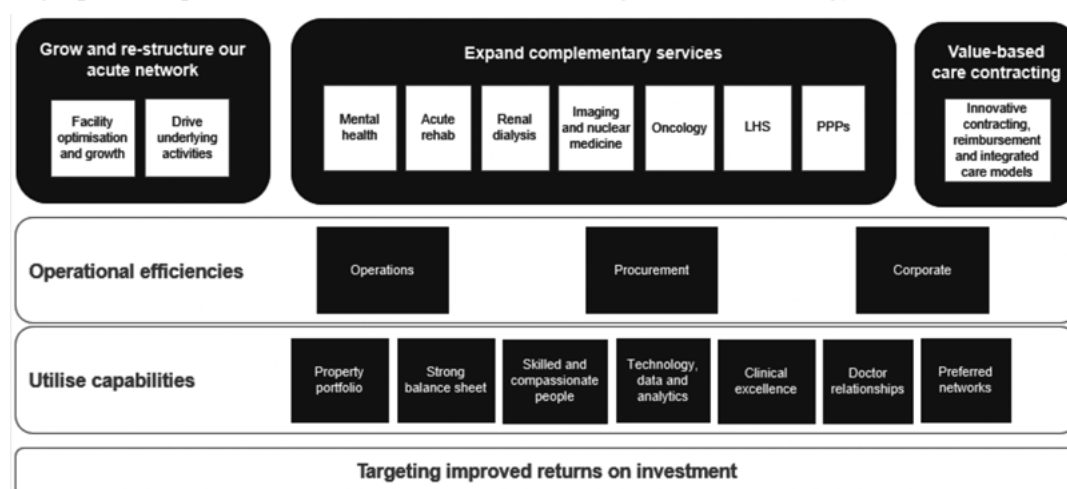 Grow and re-structure our
acute network
Facility
optimisation
and growth
Drive
underlying
activities
Expand complementary services
Mental
health
Acute
rehab
Renal
dialysis
Imaging
and nuclear
medicine
Oncology
LHS
PPPs
Value-based
care contracting
Innovative
contracting,
reimbursement
and integrated
care models
Operational efficiencies
Operations
Procurement
Corporate
Utilise capabilities
Property
portfolio
Strong
balance sheet
Skilled and
compassionate
people
Technology,
data and
analytics
Clinical
excellence
Doctor
relationships
Preferred
networks
Targeting improved returns on investment